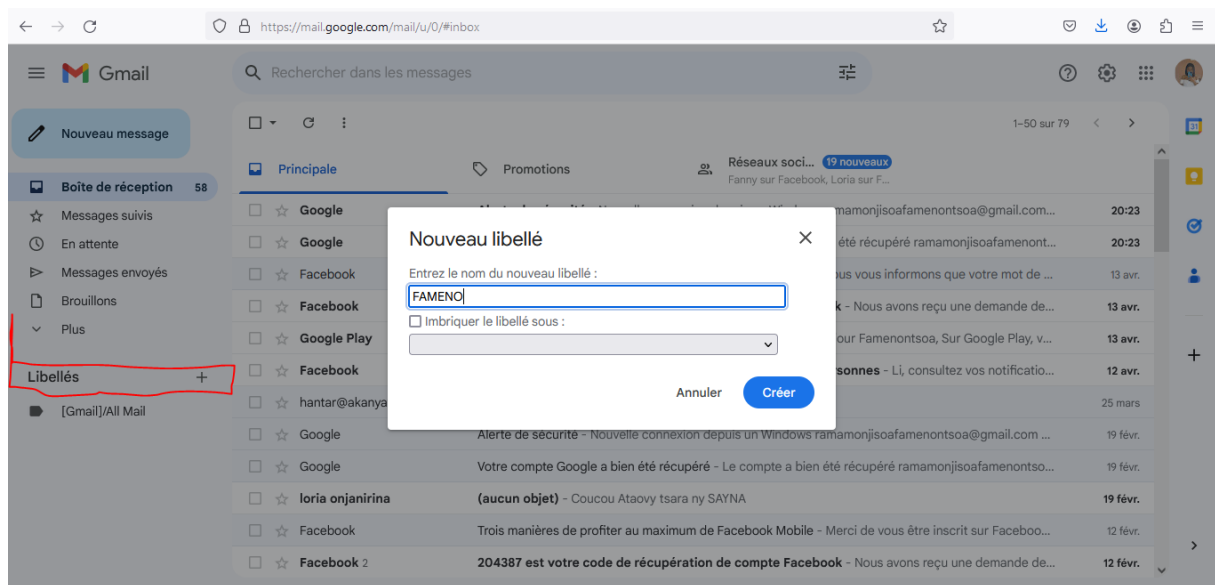 https://mail.google.com/mail/u/0/#inbox
Gmail
Rechercher dans les messages
Nouveau message
1–50 sur 79
31
Principale
Promotions
Réseaux soci... 19 nouveaux
Fanny sur Facebook, Loria sur F...
Boîte de réception 58
Messages suivis
En attente
Messages envoyés
Brouillons
Plus
Libellés
[Gmail]/All Mail
Google ramamonjisoafamenontsoa@gmail.com... 20:23
Google été récupéré ramamonjisoafamenont... 20:23
Facebook vous informons que votre mot de ... 13 avr.
Facebook k - Nous avons reçu une demande de... 13 avr.
Google Play our Famenontsoa, Sur Google Play, v... 13 avr.
Facebook sonnes - Li, consultez vos notificatio... 12 avr.
hantar@akanya 25 mars
Google Alerte de sécurité - Nouvelle connexion depuis un Windows ramamonjisoafamenontsoa@gmail.com ... 19 févr.
Google Votre compte Google a bien été récupéré - Le compte a bien été récupéré ramamonjisoafamenontso... 19 févr.
loria onjanirina (aucun objet) - Coucou Ataovy tsara ny SAYNA 19 févr.
Facebook Trois manières de profiter au maximum de Facebook Mobile - Merci de vous être inscrit sur Faceboo... 12 févr.
Facebook 2 204387 est votre code de récupération de compte Facebook - Nous avons reçu une demande de... 12 févr.
Nouveau libellé
Entrez le nom du nouveau libellé :
FAMENO
Imbriquer le libellé sous :
Annuler Créer